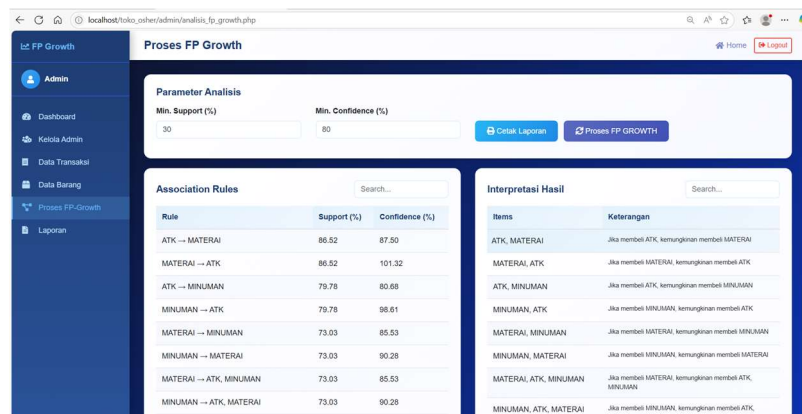 localhost/toko_osher/admin/analisis_fp_growth.php
FP Growth
Proses FP Growth
Home
Logout
Admin
Dashboard
Kelola Admin
Data Transaksi
Data Barang
Proses FP-Growth
Laporan
Parameter Analisis
Min. Support (%) Min. Confidence (%)
30 80 Cetak Laporan Proses FP GROWTH
Association Rules Search...
Rule Support (%) Confidence (%)
ATK → MATERAI 86.52 87.50
MATERAI → ATK 86.52 101.32
ATK → MINUMAN 79.78 80.68
MINUMAN → ATK 79.78 98.61
MATERAI → MINUMAN 73.03 85.53
MINUMAN → MATERAI 73.03 90.28
MATERAI → ATK, MINUMAN 73.03 85.53
MINUMAN → ATK, MATERAI 73.03 90.28
Interpretasi Hasil Search...
Items Keterangan
ATK, MATERAI Jika membeli ATK, kemungkinan membeli MATERAI
MATERAI, ATK Jika membeli MATERAI, kemungkinan membeli ATK
ATK, MINUMAN Jika membeli ATK, kemungkinan membeli MINUMAN
MINUMAN, ATK Jika membeli MINUMAN, kemungkinan membeli ATK
MATERAI, MINUMAN Jika membeli MATERAI, kemungkinan membeli MINUMAN
MINUMAN, MATERAI Jika membeli MINUMAN, kemungkinan membeli MATERAI
MATERAI, ATK, MINUMAN Jika membeli MATERAI, kemungkinan membeli ATK,
MINUMAN
MINUMAN, ATK, MATERAI Jika membeli MINUMAN, kemungkinan membeli ATK,